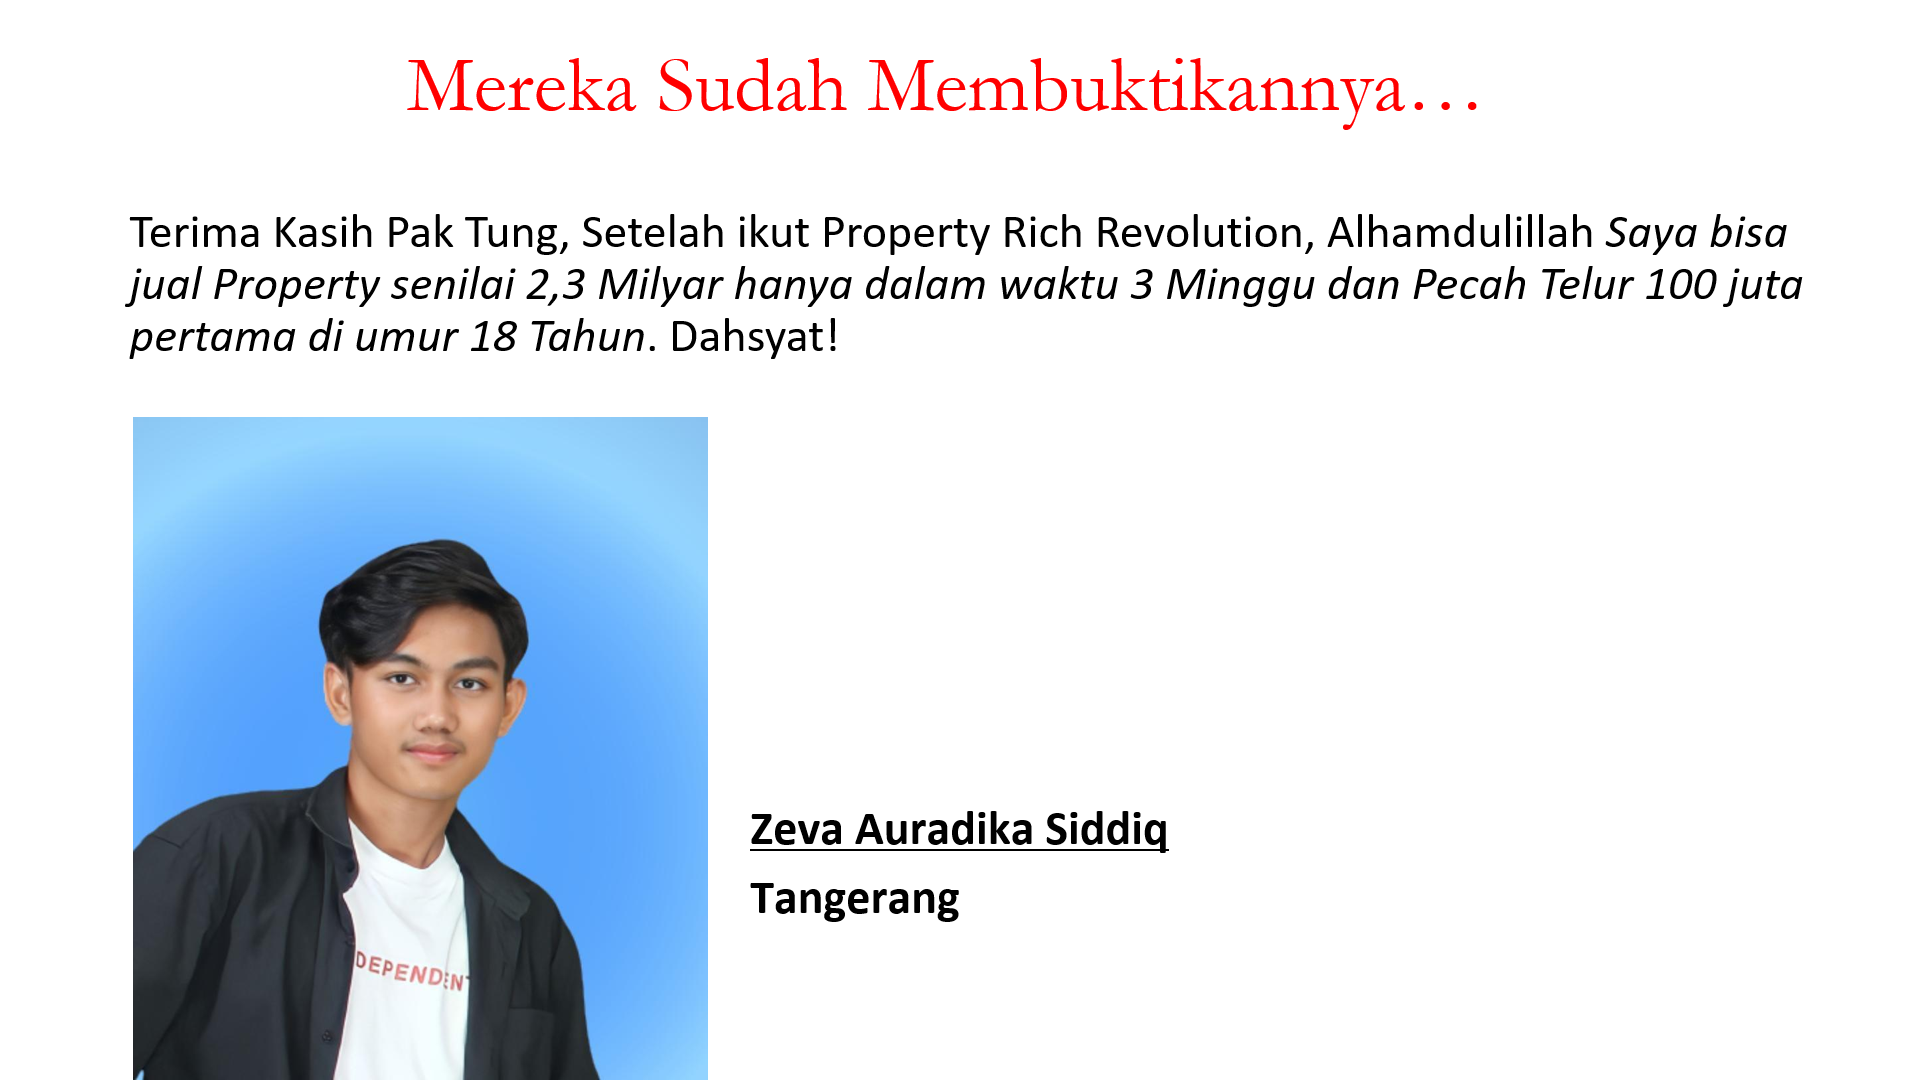 Mereka Sudah Membuktikannya…
Terima Kasih Pak Tung, Setelah ikut Property Rich Revolution, Alhamdulillah Saya bisa
jual Property senilai 2,3 Milyar hanya dalam waktu 3 Minggu dan Pecah Telur 100 juta
pertama di umur 18 Tahun. Dahsyat!
Zeva Auradika Siddiq
Tangerang
DEPENDENT